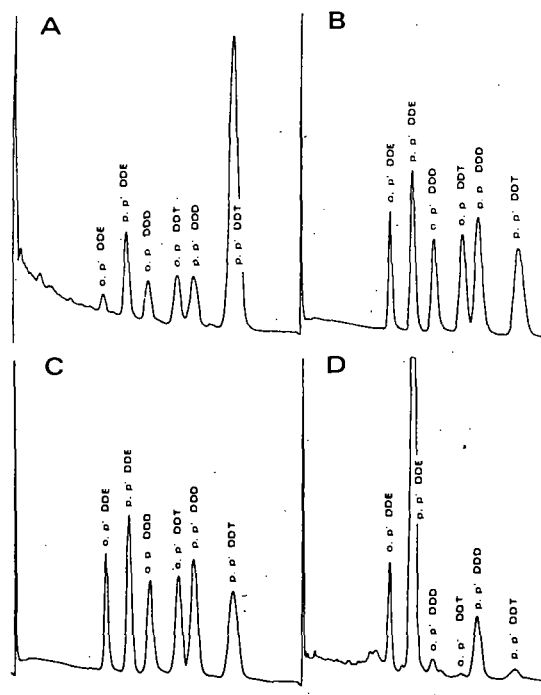 A
o. p' DDE
p. p' DDE
o. p' DDD
o. p' DDT
p. p' DDD
p. p' DDT
B
o. p' DDE
p. p' DDE
o. p' DDD
o. p' DDT
p. p' DDD
p. p' DDT
C
o. p' DDE
p. p' DDE
o. p' DDD
o. p' DDT
p. p' DDD
p. p' DDT
D
o. p' DDE
p. p' DDE
o. p' DDD
o. p' DDT
p. p' DDD
p. p' DDT